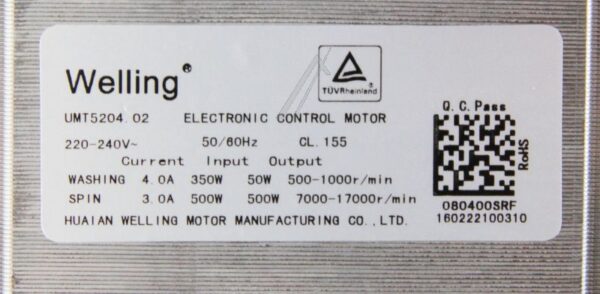 Welling®
TÜVRheinland®
UMT5204.02 ELECTRONIC CONTROL MOTOR
220-240V~ 50/60Hz CL.155
Current Input Output
WASHING 4.0A 350W 50W 500-1000r/min
SPIN 3.0A 500W 500W 7000-17000r/min
HUAIAN WELLING MOTOR MANUFACTURING CO.,LTD.
Q.C.Pass
RoHS
080400SRF
160222100310